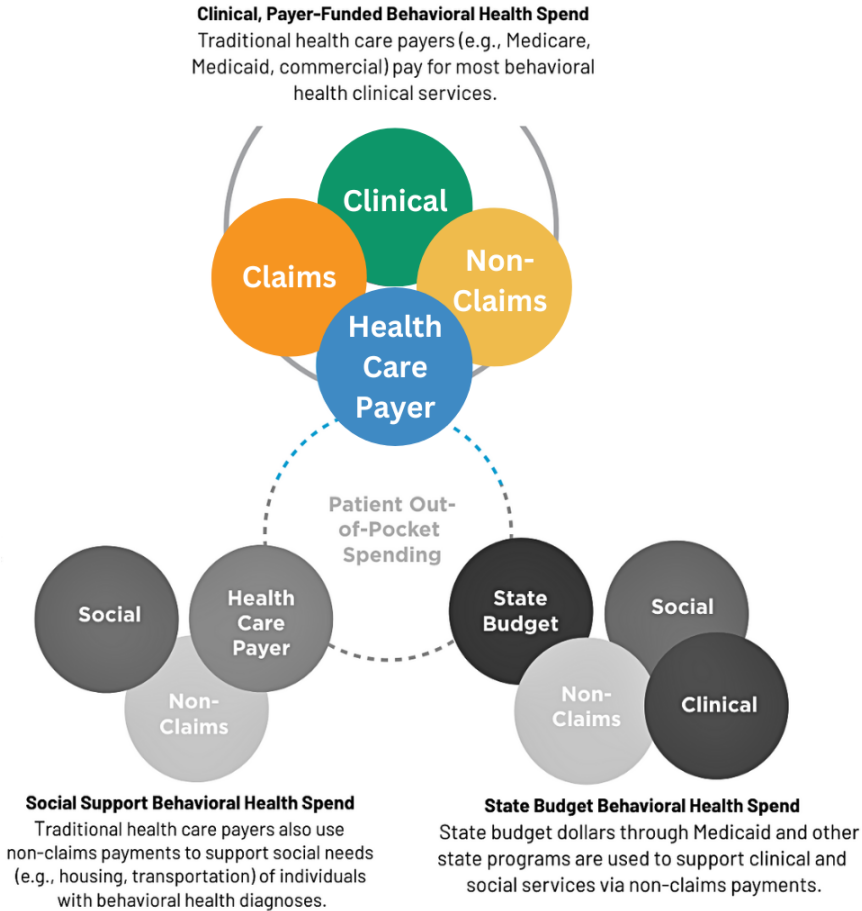 Clinical, Payer-Funded Behavioral Health Spend
Traditional health care payers (e.g., Medicare,
Medicaid, commercial) pay for most behavioral
health clinical services.
Clinical
Claims
Non-
Claims
Health
Care
Payer
Patient Out-
of-Pocket
Spending
Social
Health
Care
Payer
Non-
Claims
State
Budget
Social
Non-
Claims
Clinical
Social Support Behavioral Health Spend
Traditional health care payers also use
non-claims payments to support social needs
(e.g., housing, transportation) of individuals
with behavioral health diagnoses.
State Budget Behavioral Health Spend
State budget dollars through Medicaid and other
state programs are used to support clinical and
social services via non-claims payments.